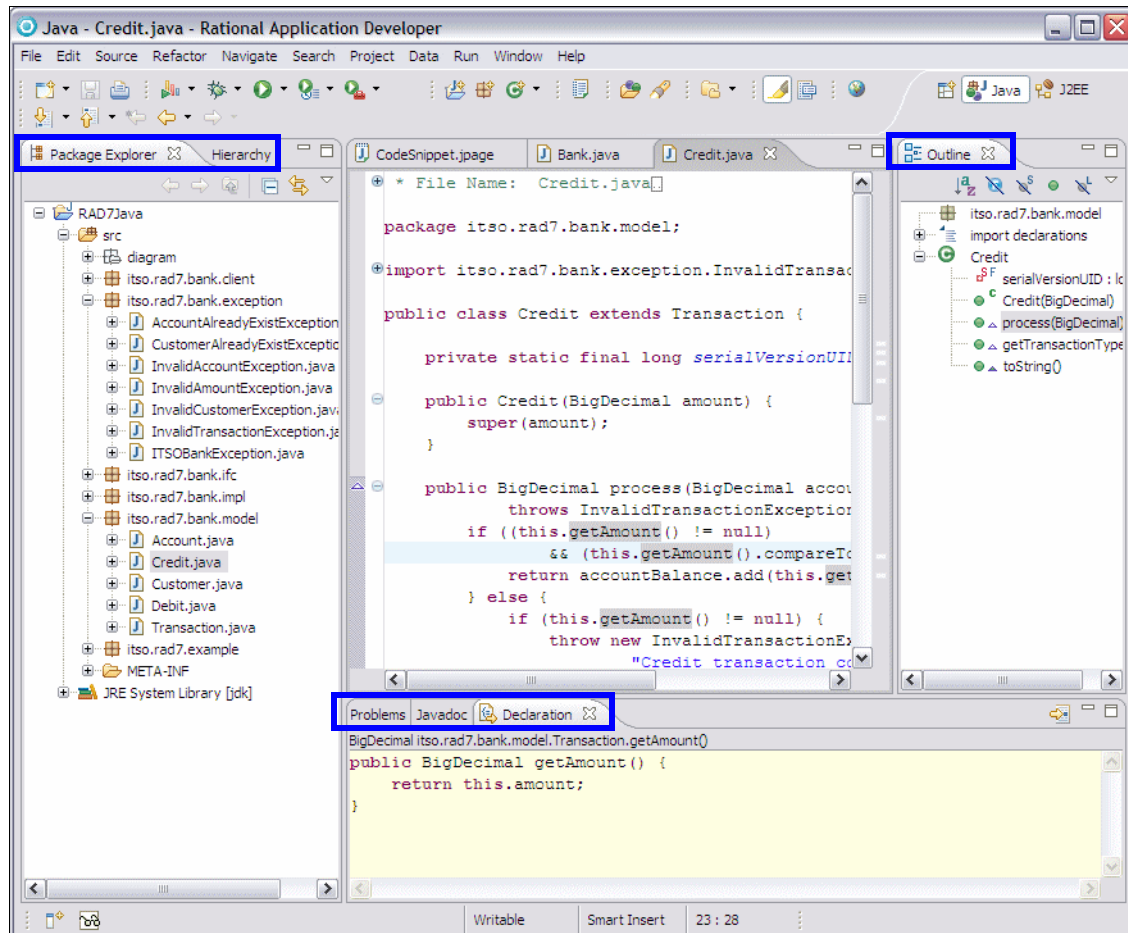 Java - Credit.java - Rational Application Developer
File Edit Source Refactor Navigate Search Project Data Run Window Help
Java J2EE
Package Explorer Hierarchy
RAD7Java
src
diagram
itso.rad7.bank.client
itso.rad7.bank.exception
AccountAlreadyExistException
CustomerAlreadyExistExceptic
InvalidAccountException.java
InvalidAmountException.java
InvalidCustomerException.java
InvalidTransactionException.ja
ITSOBankException.java
itso.rad7.bank.ifc
itso.rad7.bank.impl
itso.rad7.bank.model
Account.java
Credit.java
Customer.java
Debit.java
Transaction.java
itso.rad7.example
META-INF
JRE System Library [jdk]
CodeSnippet.jpage Bank.java Credit.java
* File Name: Credit.java
package itso.rad7.bank.model;
import itso.rad7.bank.exception.InvalidTransac
public class Credit extends Transaction {
private static final long serialVersionUID
public Credit(BigDecimal amount) {
super(amount);
}
public BigDecimal process(BigDecimal accou
throws InvalidTransactionException
if ((this.getAmount() != null)
&& (this.getAmount().compareTo
return accountBalance.add(this.get
} else {
if (this.getAmount() != null) {
throw new InvalidTransactionEx
"Credit transaction co
Outline
itso.rad7.bank.model
import declarations
Credit
serialVersionUID : lo
Credit(BigDecimal)
process(BigDecimal)
getTransactionType
toString()
Problems Javadoc Declaration
BigDecimal itso.rad7.bank.model.Transaction.getAmount()
public BigDecimal getAmount() {
return this.amount;
}
Writable Smart Insert 23 : 28